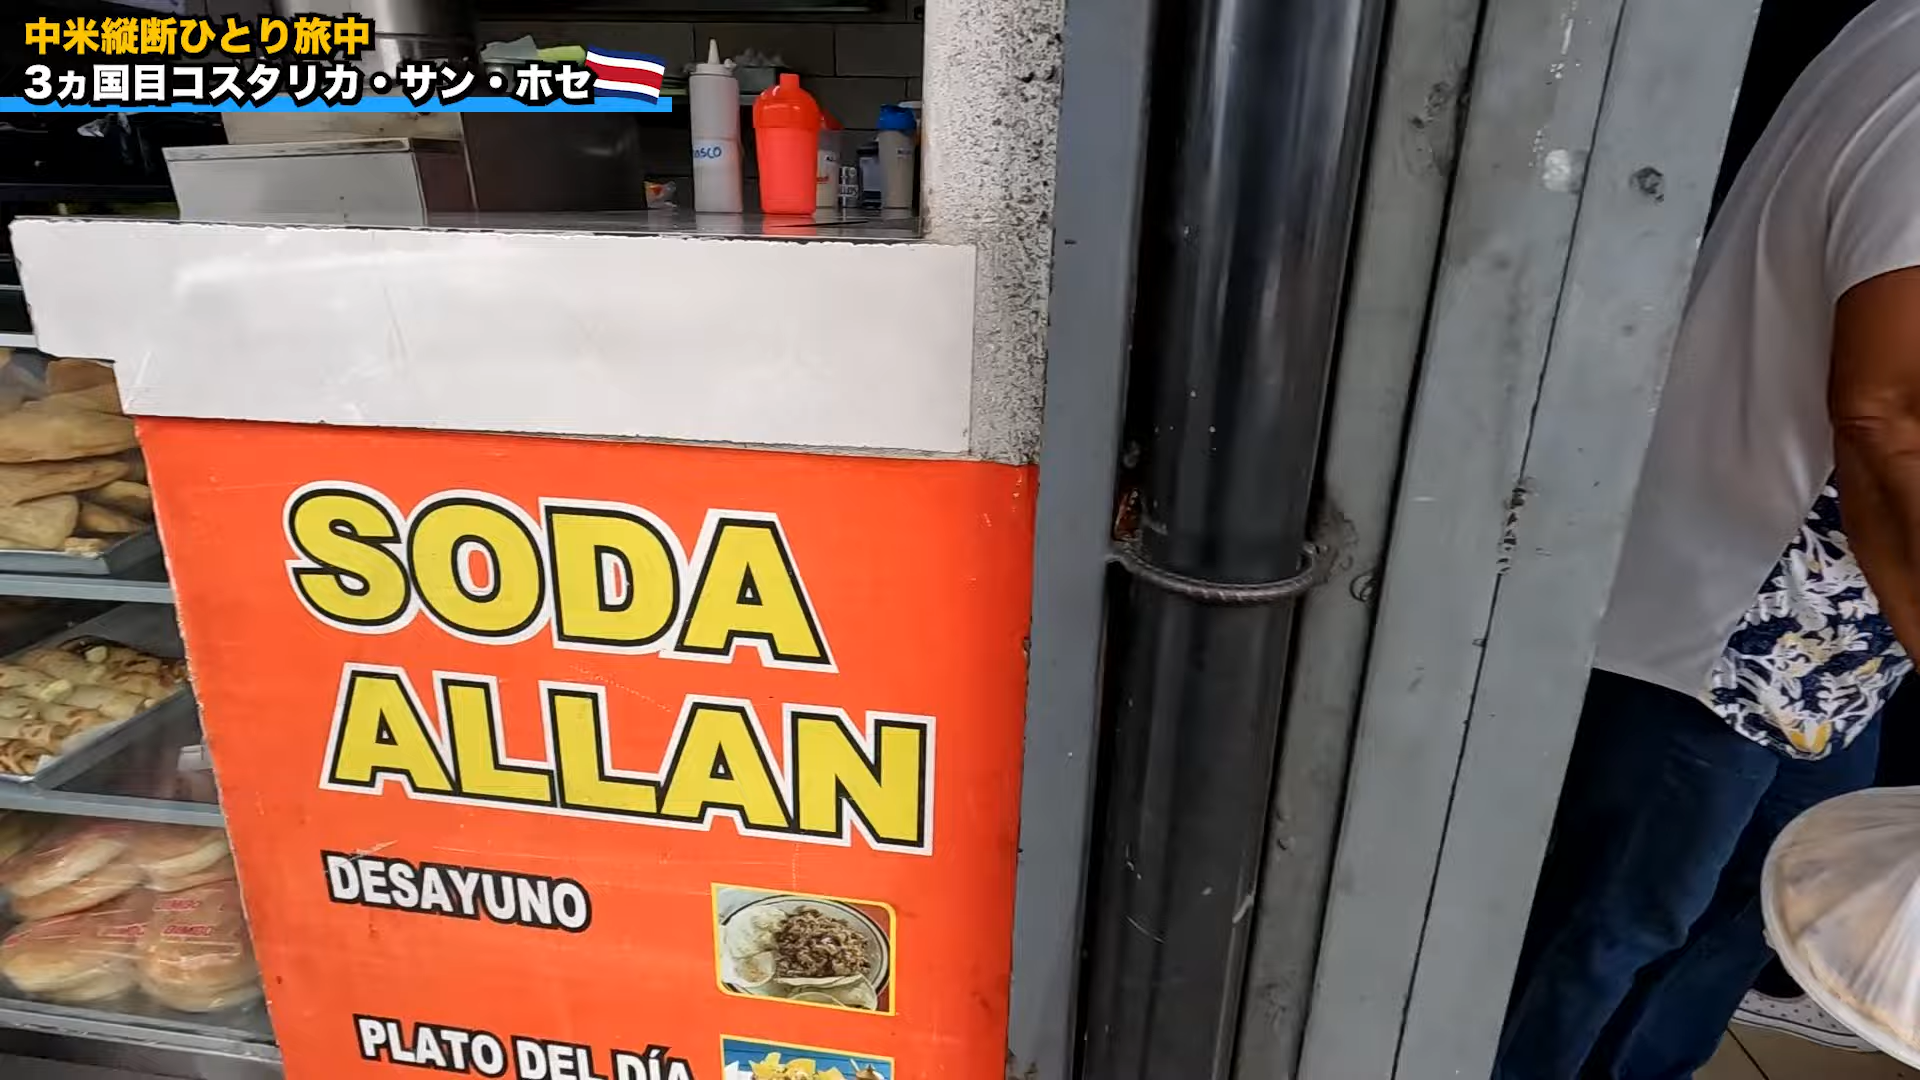 中米縦断ひとり旅中
3ヵ国目コスタリカ・サン・ホセ
SODA
ALLAN
DESAYUNO
PLATO DEL DÍA
BIMBO